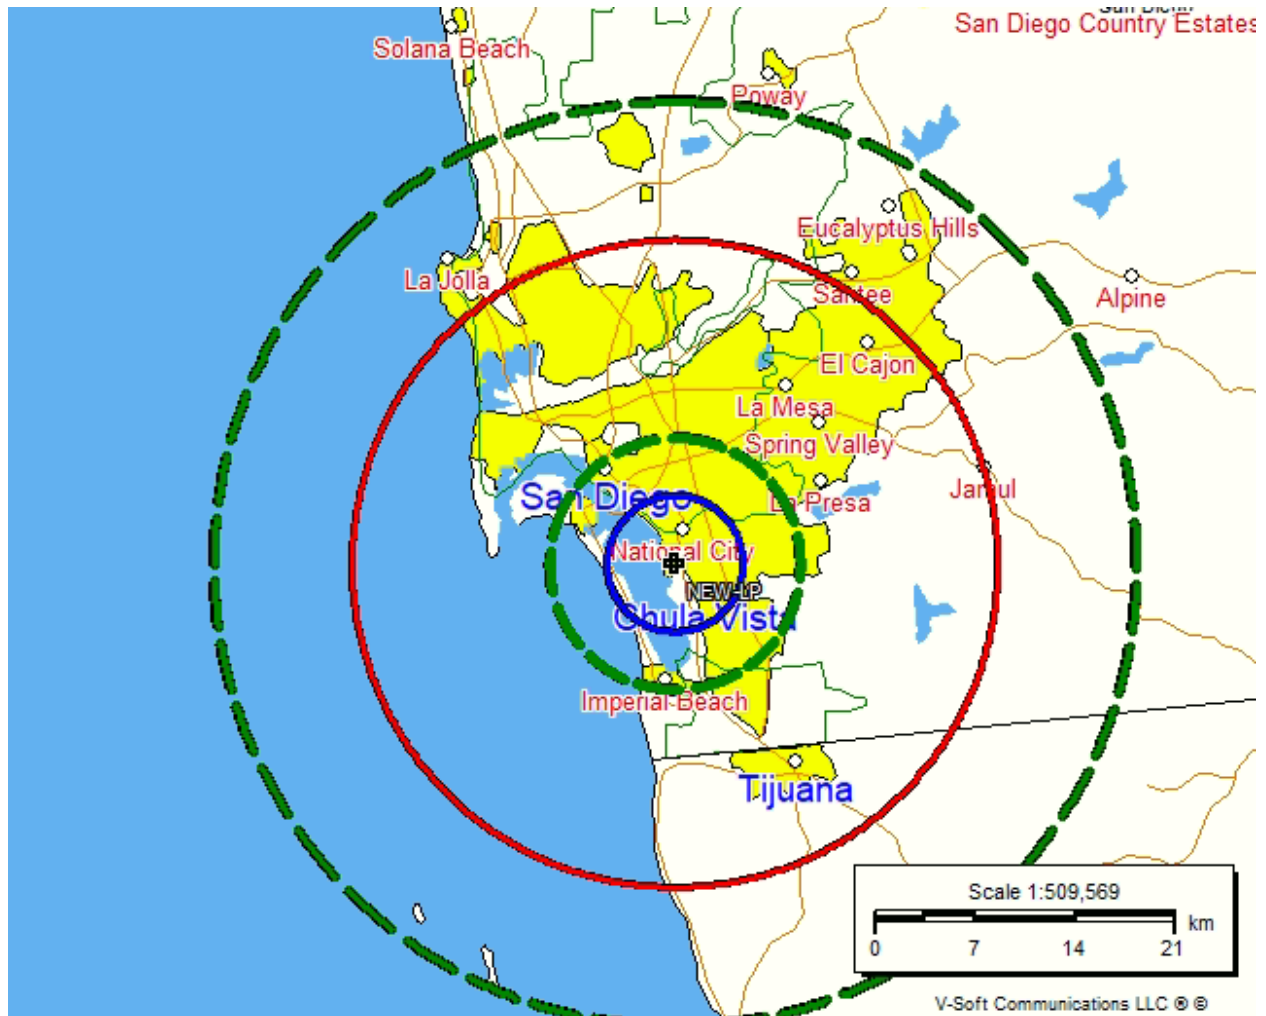 San Diego Country Estates
Solana Beach
Poway
Eucalyptus Hills
La Jolla
Santee
Alpine
El Cajon
La Mesa
Spring Valley
San Diego
La Presa
Jamul
National City
NEW-LP
Chula Vista
Imperial Beach
Tijuana
Scale 1:509,569
km
0 7 14 21
V-Soft Communications LLC ® ©